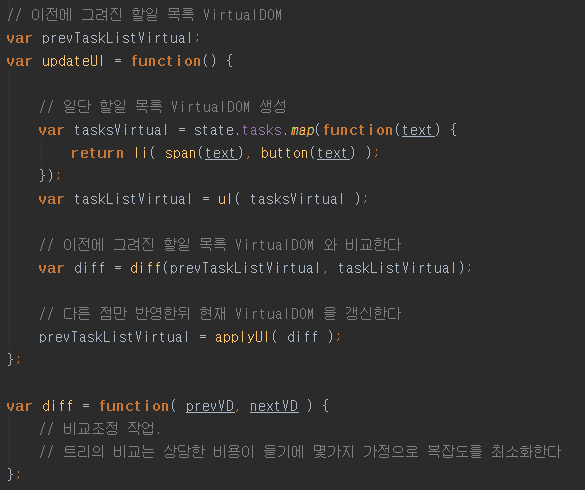 // 이전에 그려진 할일 목록 VirtualDOM
var prevTaskListVirtual;
var updateUI = function() {
// 일단 할일 목록 VirtualDOM 생성
var tasksVirtual = state.tasks.map(function(text) {
return li( span(text), button(text) );
});
var taskListVirtual = ul( tasksVirtual );
// 이전에 그려진 할일 목록 VirtualDOM 와 비교한다
var diff = diff(prevTaskListVirtual, taskListVirtual);
// 다른 점만 반영한뒤 현재 VirtualDOM 을 갱신한다
prevTaskListVirtual = applyUI( diff );
};
var diff = function( prevVD, nextVD ) {
// 비교조정 작업.
// 트리의 비교는 상당한 비용이 들기에 몇가지 가정으로 복잡도를 최소화한다
};